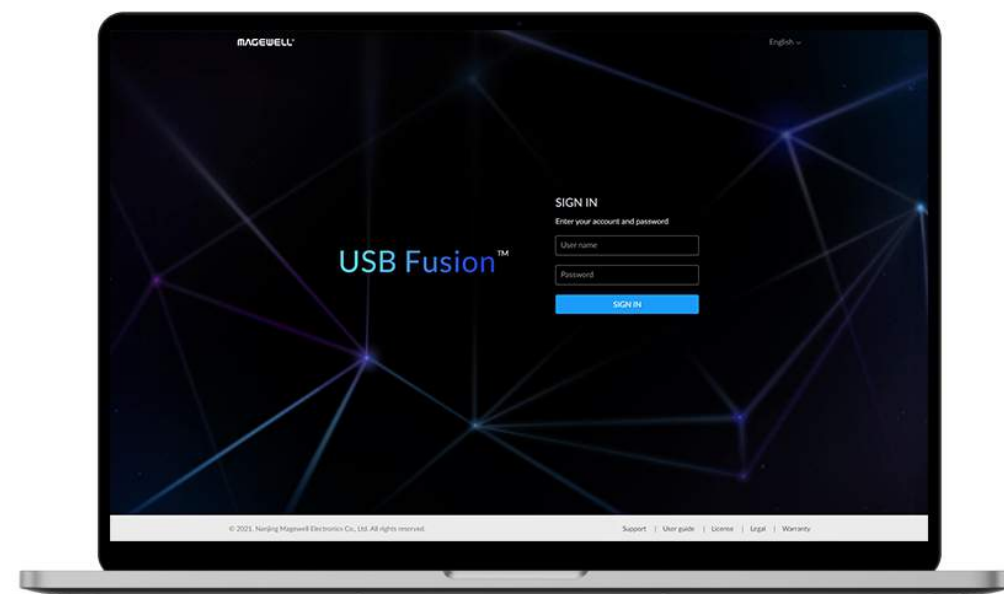 MAGEWELL
English
SIGN IN
Enter your account and password
User name
USB Fusion™
Password
SIGN IN
© 2021. Nanjing Magewell Electronics Co., Ltd. All rights reserved.
Support | User guide | License | Legal | Warranty